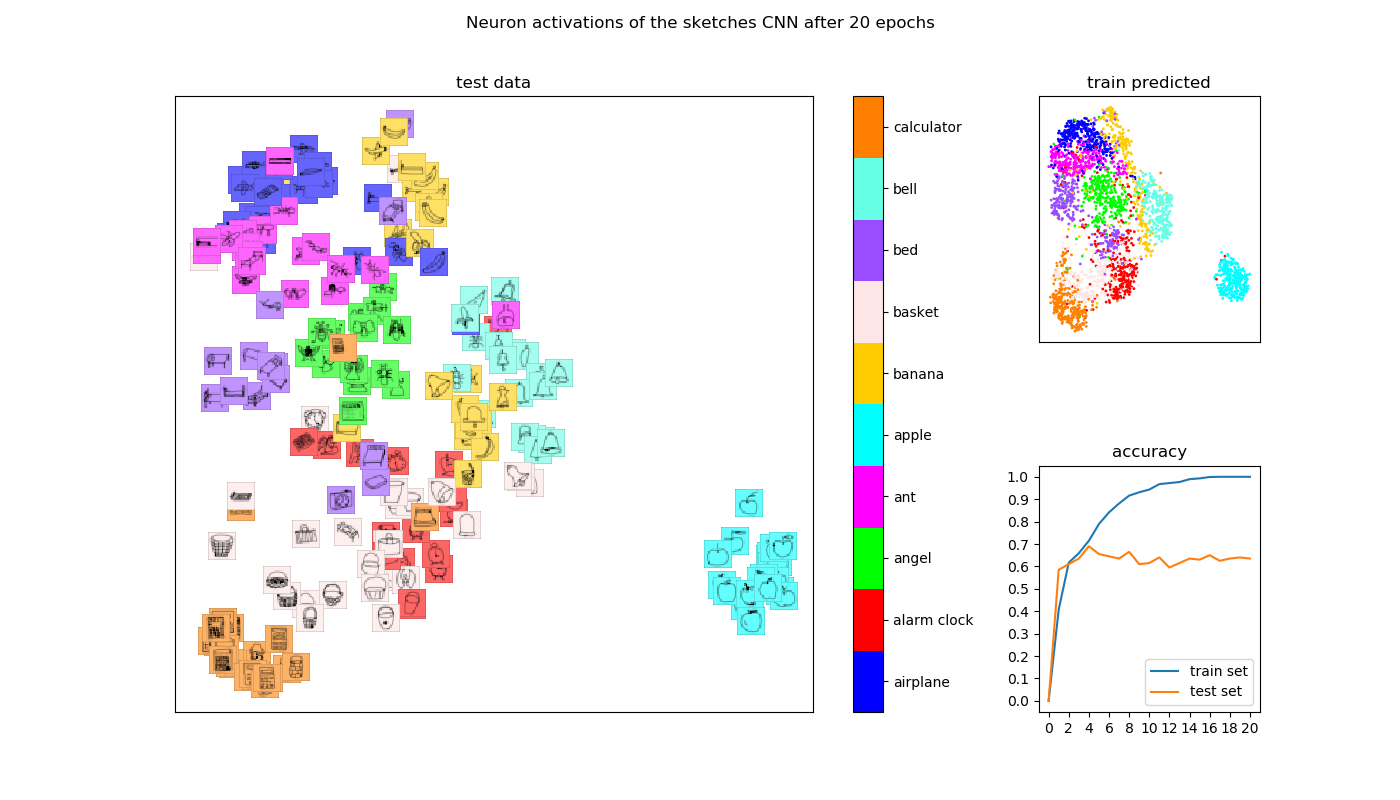 Neuron activations of the sketches CNN after 20 epochs
test data
calculator
bell
bed
basket
banana
apple
ant
angel
alarm clock
airplane
train predicted
accuracy
1.0
0.9
0.8
0.7
0.6
0.5
0.4
0.3
0.2
0.1
0.0
train set
test set
0 2 4 6 8 10 12 14 16 18 20